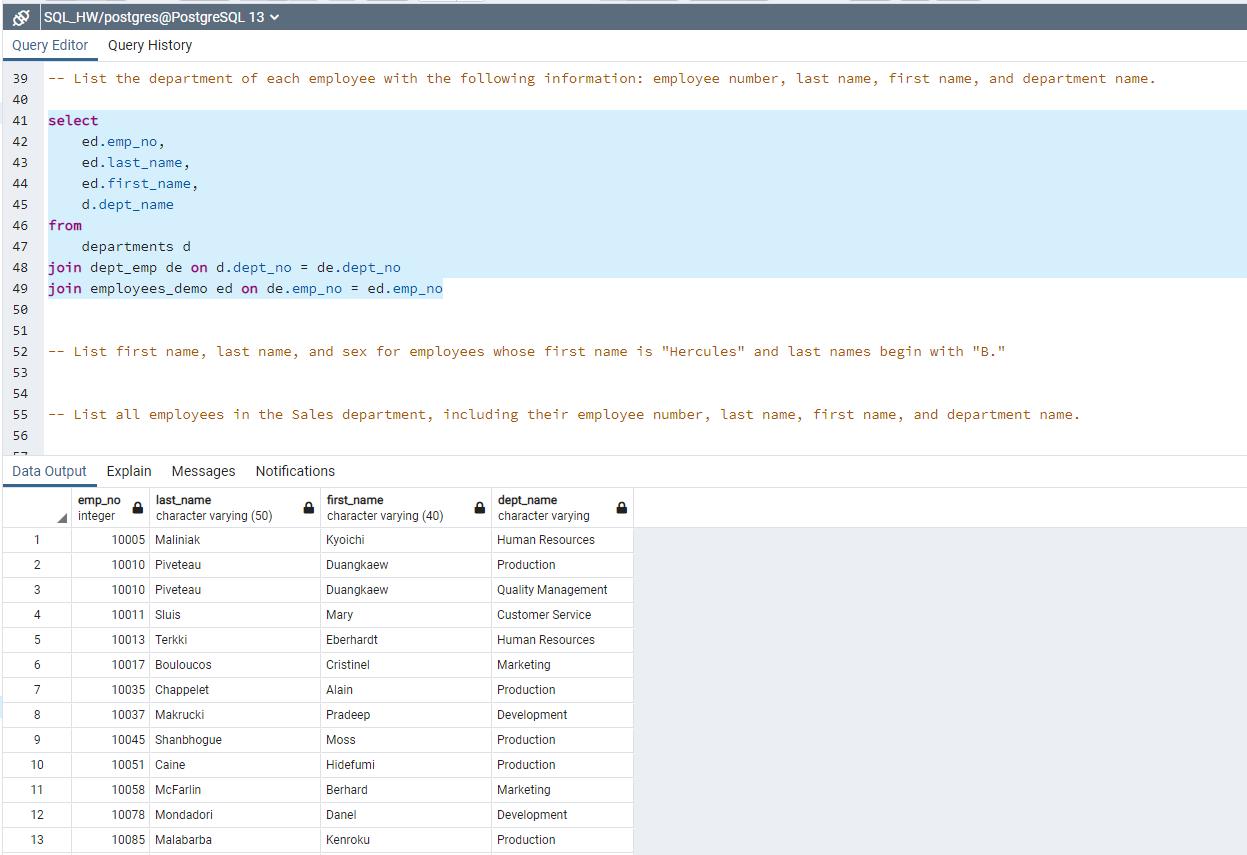 SQL_HW/postgres@PostgreSQL 13
Query Editor Query History
39 -- List the department of each employee with the following information: employee number, last name, first name, and department name.
40
41 select
42 ed.emp_no,
43 ed.last_name,
44 ed.first_name,
45 d.dept_name
46 from
47 departments d
48 join dept_emp de on d.dept_no = de.dept_no
49 join employees_demo ed on de.emp_no = ed.emp_no
50
51
52 -- List first name, last name, and sex for employees whose first name is "Hercules" and last names begin with "B."
53
54
55 -- List all employees in the Sales department, including their employee number, last name, first name, and department name.
56
57
Data Output Explain Messages Notifications
emp_no last_name first_name dept_name
integer character varying (50) character varying (40) character varying
1 10005 Maliniak Kyoichi Human Resources
2 10010 Piveteau Duangkaew Production
3 10010 Piveteau Duangkaew Quality Management
4 10011 Sluis Mary Customer Service
5 10013 Terkki Eberhardt Human Resources
6 10017 Bouloucos Cristinel Marketing
7 10035 Chappelet Alain Production
8 10037 Makrucki Pradeep Development
9 10045 Shanbhogue Moss Production
10 10051 Caine Hidefumi Production
11 10058 McFarlin Berhard Marketing
12 10078 Mondadori Danel Development
13 10085 Malabarba Kenroku Production